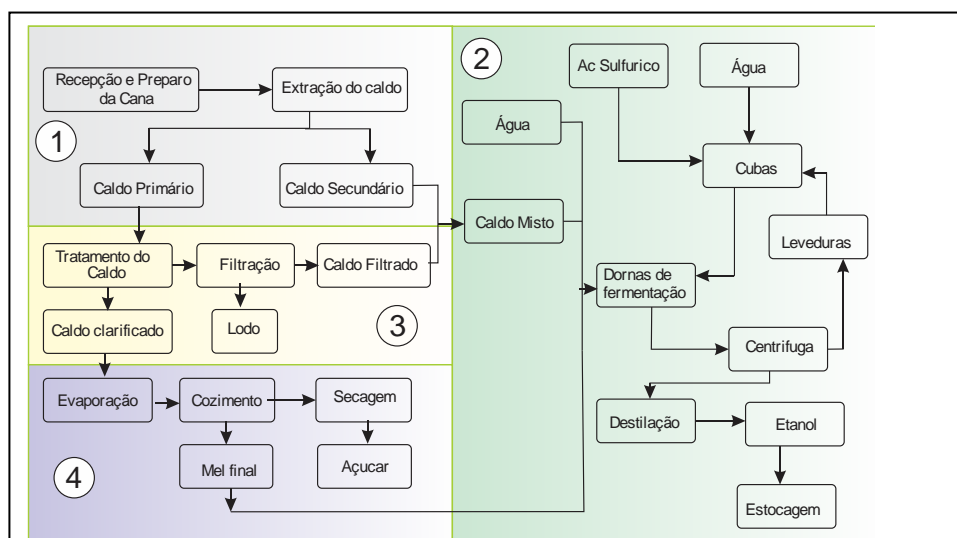 Recepção e Preparo
da Cana
Extração do caldo
1
Caldo Primário
Caldo Secundário
2
Ac Sulfurico
Água
Água
Cubas
Caldo Misto
Leveduras
Dornas de
fermentação
Centrifuga
Destilação
Etanol
Estocagem
Tratamento do
Caldo
Filtração
Caldo Filtrado
Caldo clarificado
Lodo
3
Evaporação
Cozimento
Secagem
Mel final
Açucar
4